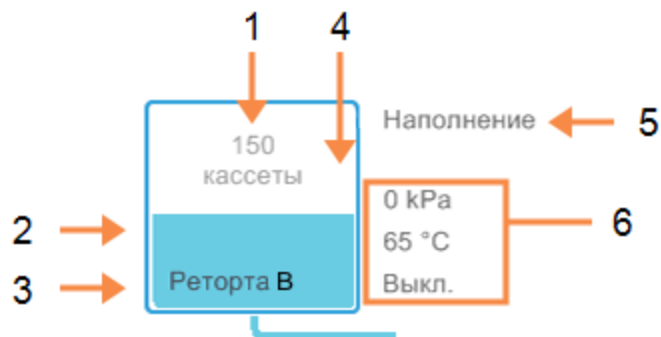 1
4
150
кассеты
Наполнение
5
2
0 kPa
65 °C
Выкл.
6
3
Реторта В